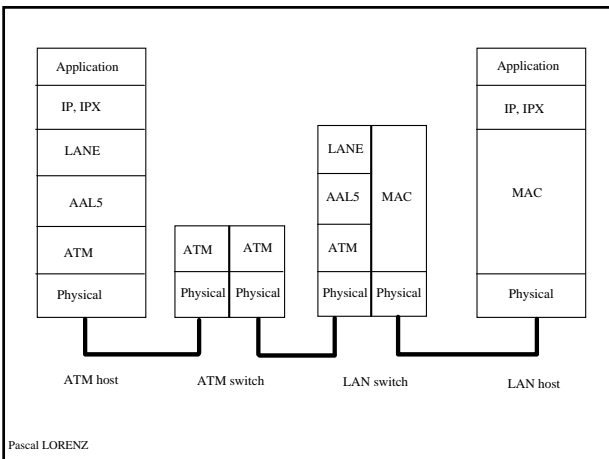 Application
IP, IPX
LANE
AAL5
ATM
Physical
ATM host
ATM ATM
Physical Physical
ATM switch
LANE
AAL5 MAC
ATM
Physical Physical
LAN switch
Application
IP, IPX
MAC
Physical
LAN host
Pascal LORENZ